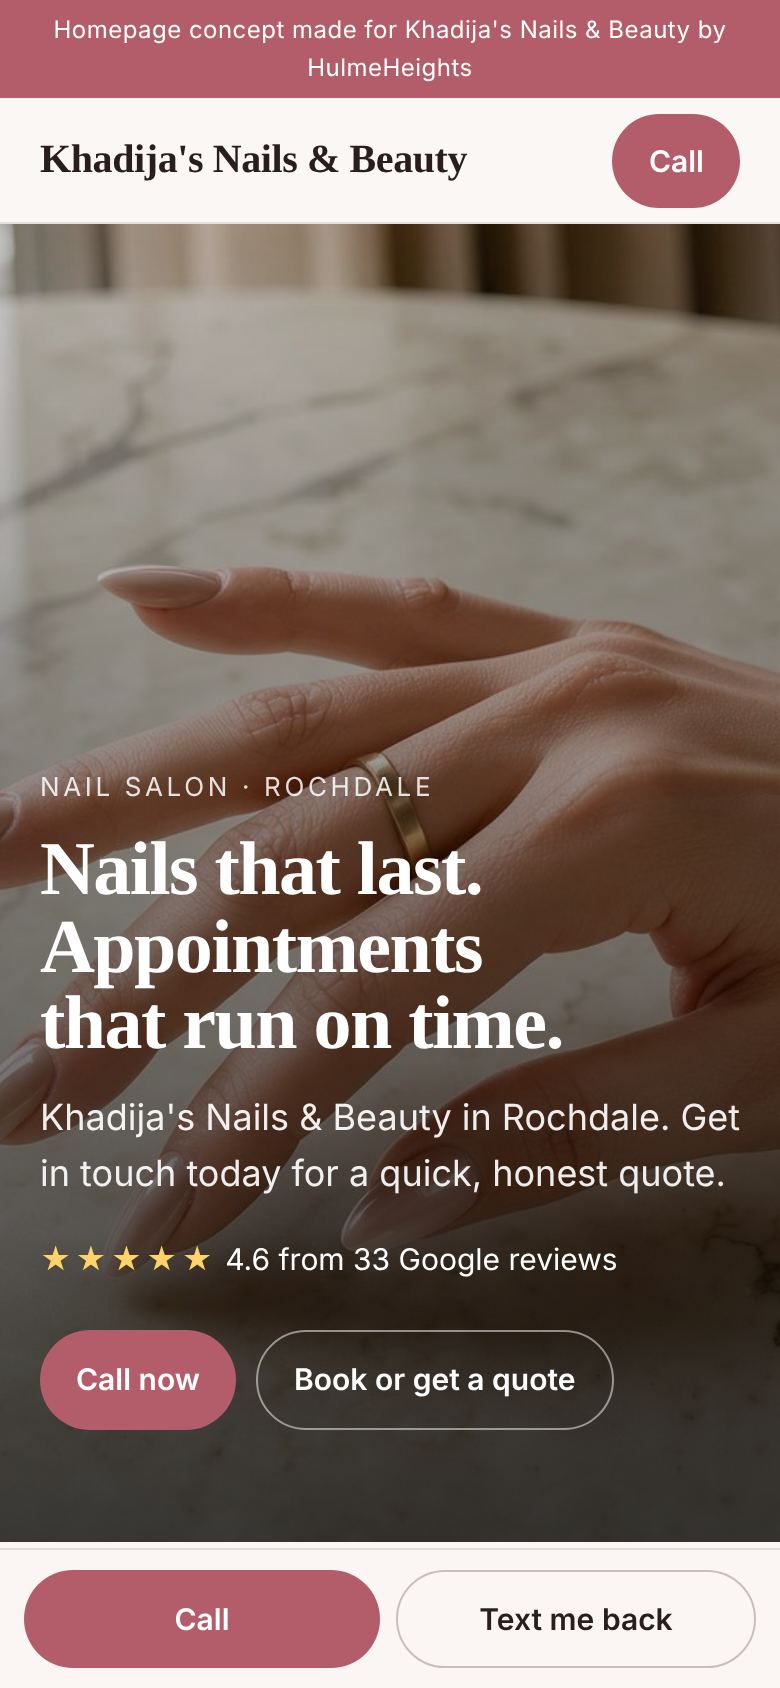 Homepage concept made for Khadija's Nails & Beauty by
HulmeHeights
Khadija's Nails & Beauty
Call
NAIL SALON · ROCHDALE
Nails that last.
Appointments
that run on time.
Khadija's Nails & Beauty in Rochdale. Get
in touch today for a quick, honest quote.
★★★★★ 4.6 from 33 Google reviews
Call now
Book or get a quote
Call
Text me back